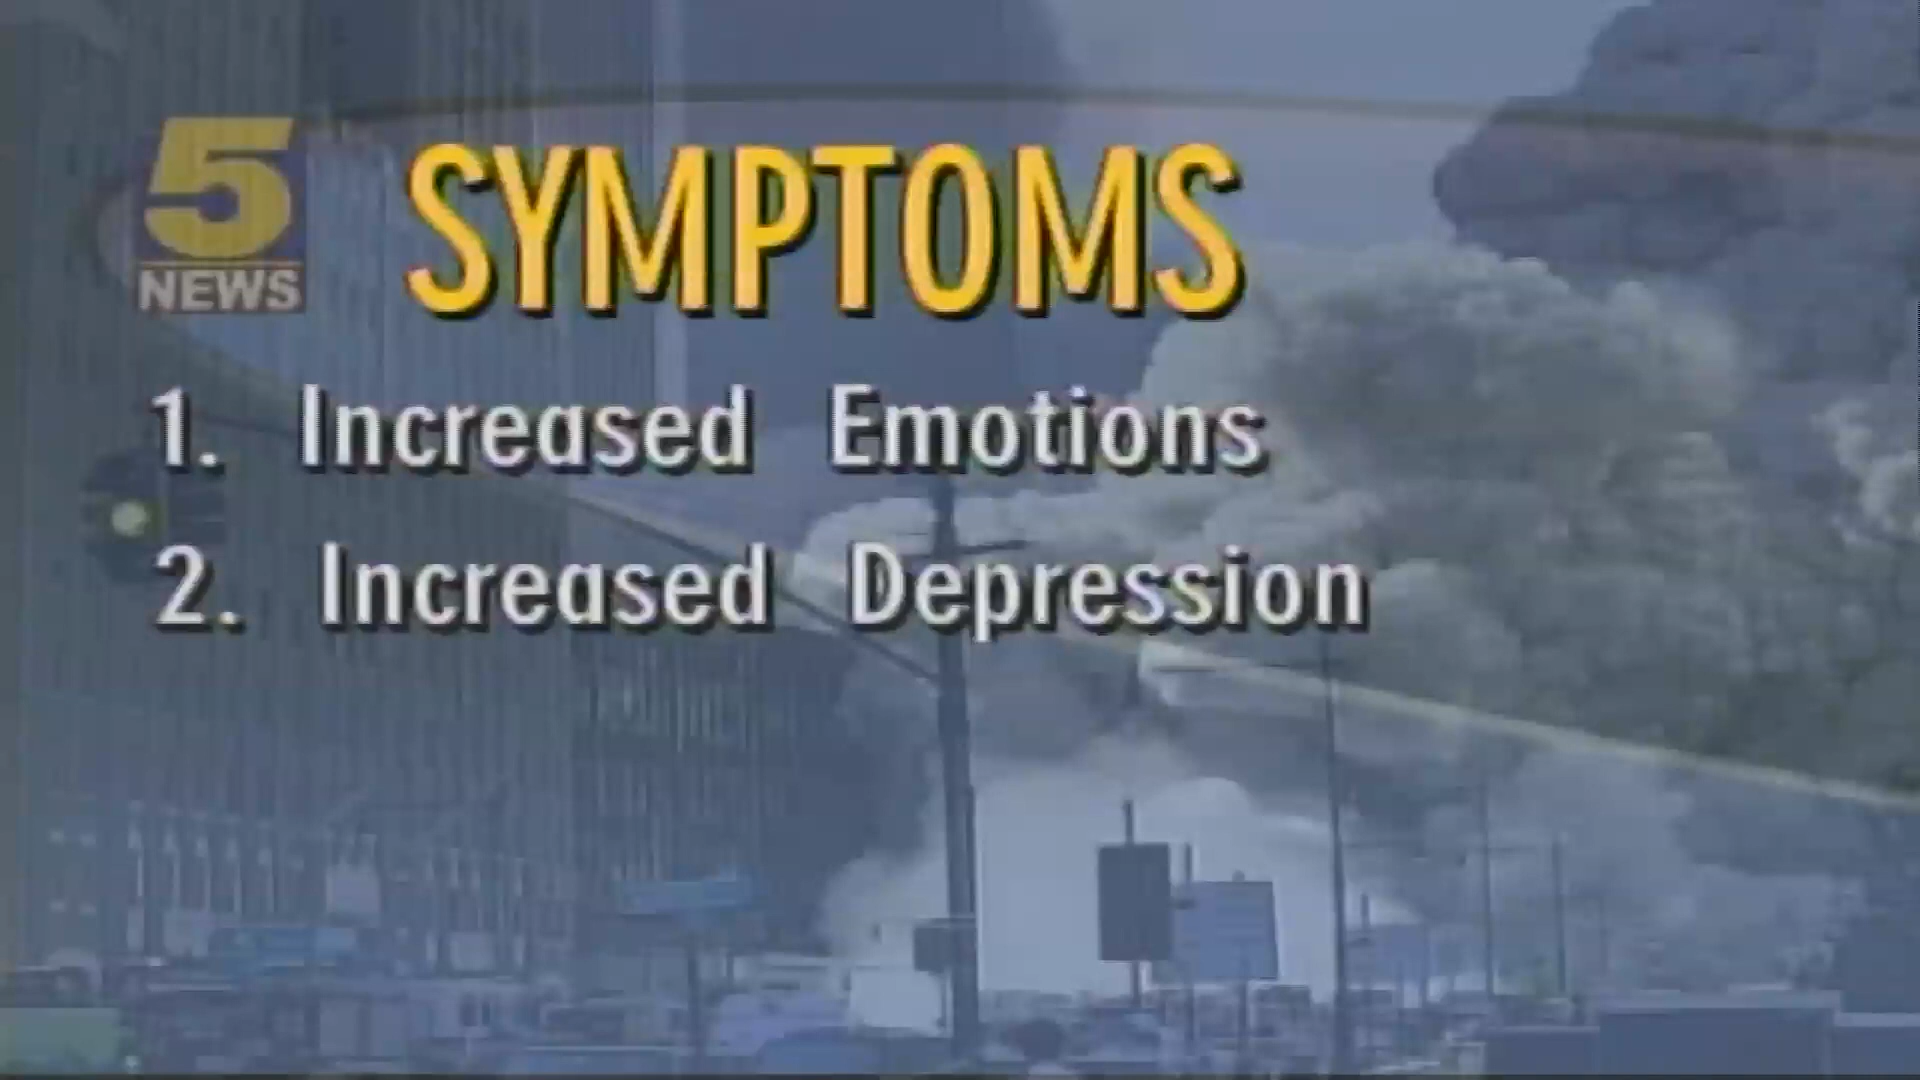 5
NEWS
SYMPTOMS
1. Increased Emotions
2. Increased Depression